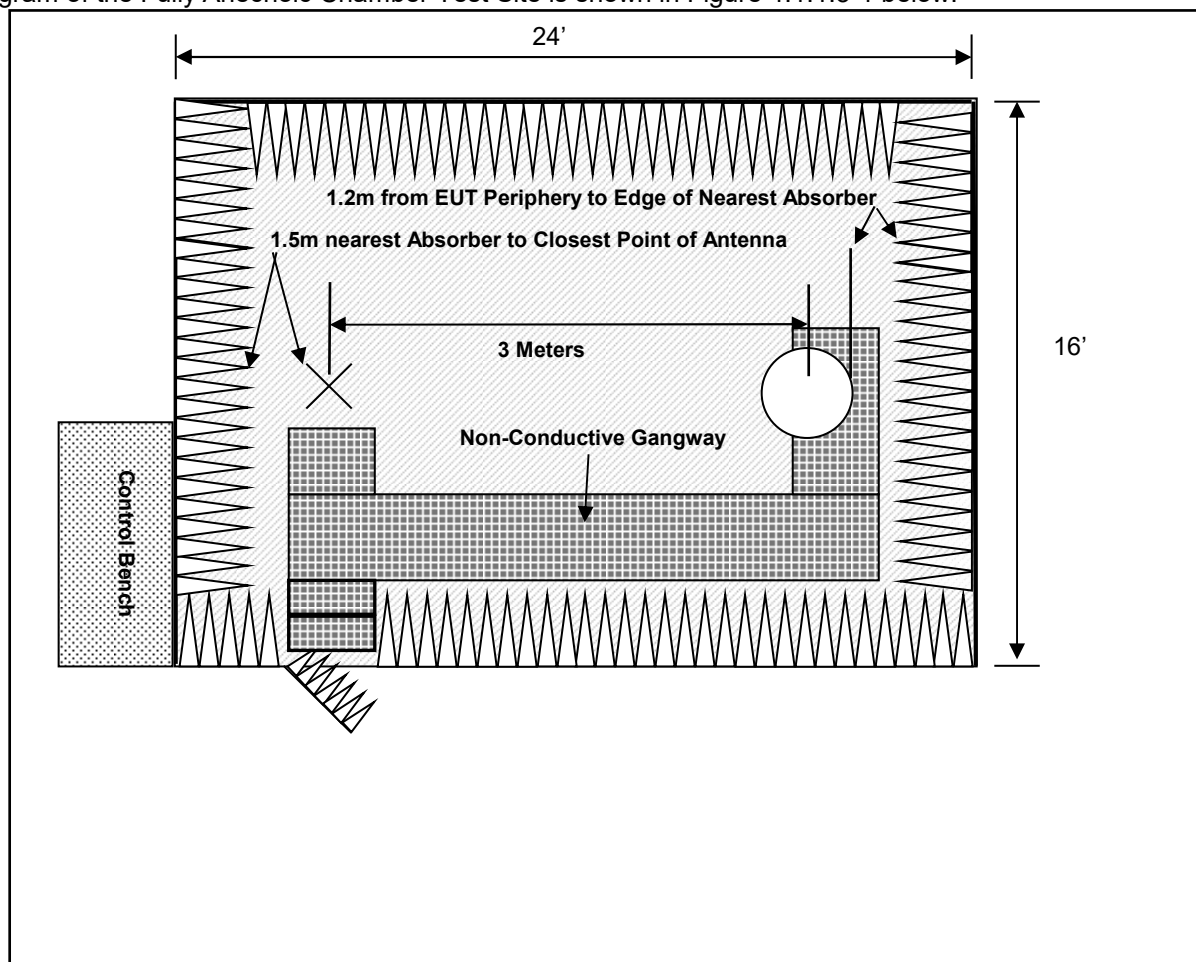 24’
1.2m from EUT Periphery to Edge of Nearest Absorber
1.5m nearest Absorber to Closest Point of Antenna
16’
3 Meters
Non-Conductive Gangway
Control Bench